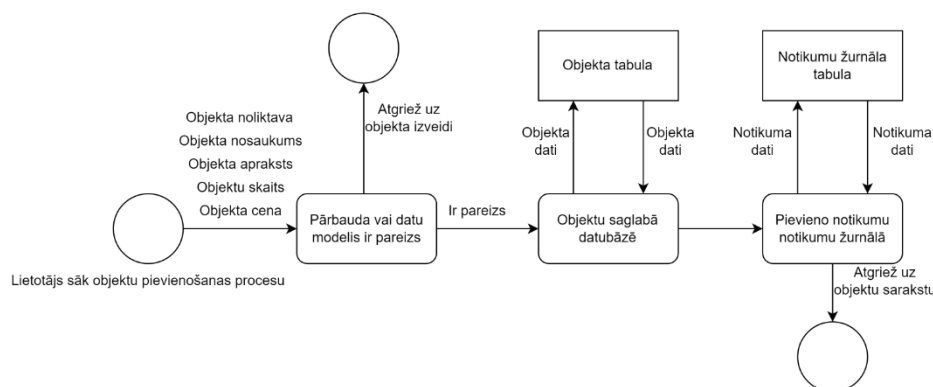 Objekta tabula
Notikumu žurnāla
tabula
Objekta noliktava
Objekta nosaukums
Objekta apraksts
Objektu skaits
Objekta cena
Atgriež uz
objekta izveidi
Objekta
dati
Objekta
dati
Notikuma
dati
Notikuma
dati
Pārbauda vai datu
modelis ir pareizs
Ir pareizs
Objektu saglabā
datubāzē
Pievieno notikumu
notikumu žurnālā
Lietotājs sāk objektu pievienošanas procesu
Atgriež uz
objektu sarakstu